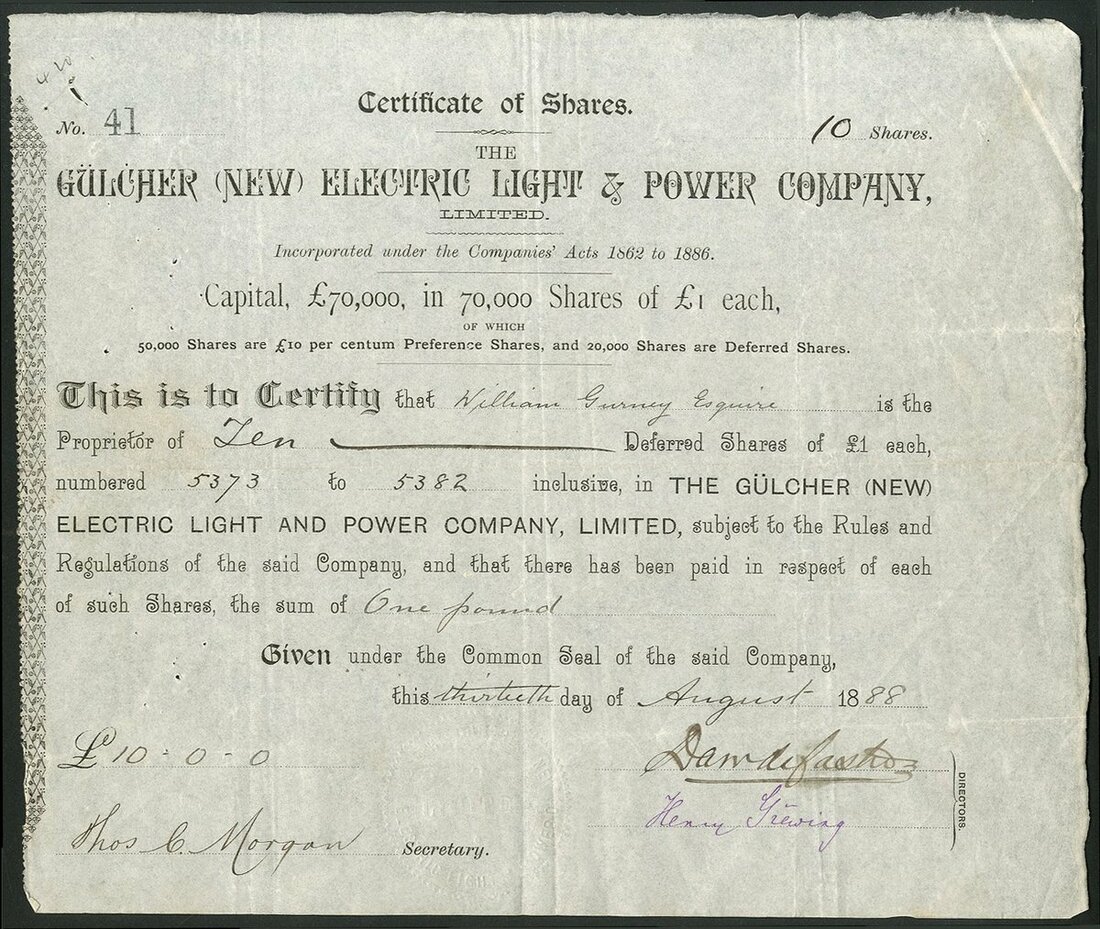 Certificate of Shares.
No. 41
10 Shares.
THE
GÜLCHER (NEW) ELECTRIC LIGHT & POWER COMPANY,
LIMITED.
Incorporated under the Companies' Acts 1862 to 1886.
Capital, £70,000, in 70,000 Shares of £1 each,
OF WHICH
50,000 Shares are £10 per centum Preference Shares, and 20,000 Shares are Deferred Shares.
This is to Certify that William Gurney Esquire is the
Proprietor of Ten Deferred Shares of £1 each,
numbered 5373 to 5382 inclusive, in THE GÜLCHER (NEW)
ELECTRIC LIGHT AND POWER COMPANY, LIMITED, subject to the Rules and
Regulations of the said Company, and that there has been paid in respect of each
of such Shares, the sum of One pound
Given under the Common Seal of the said Company,
this thirtieth day of August 1888
£10-0-0
Henry
DIRECTORS.
Thos C. Morgan Secretary.